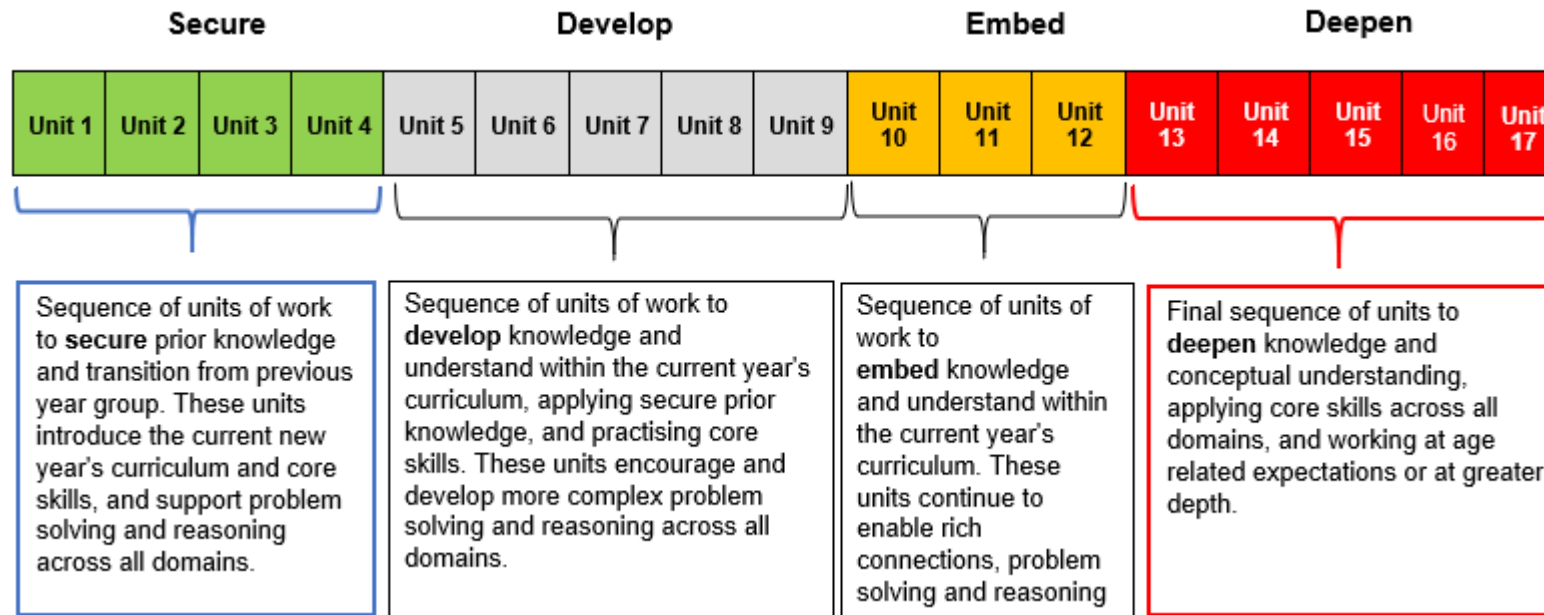 Secure
Develop
Embed
Deepen
Unit 1
Unit 2
Unit 3
Unit 4
Unit 5
Unit 6
Unit 7
Unit 8
Unit 9
Unit
10
Unit
11
Unit
12
Unit
13
Unit
14
Unit
15
Unit
16
Unit
17
Sequence of units of work
to secure prior knowledge
and transition from previous
year group. These units
introduce the current new
year's curriculum and core
skills, and support problem
solving and reasoning
across all domains.
Sequence of units of work to
develop knowledge and
understand within the current year's
curriculum, applying secure prior
knowledge, and practising core
skills. These units encourage and
develop more complex problem
solving and reasoning across all
domains.
Sequence of units of
work to
embed knowledge
and understand within
the current year's
curriculum. These
units continue to
enable rich
connections, problem
solving and reasoning
Final sequence of units to
deepen knowledge and
conceptual understanding,
applying core skills across all
domains, and working at age
related expectations or at greater
depth.